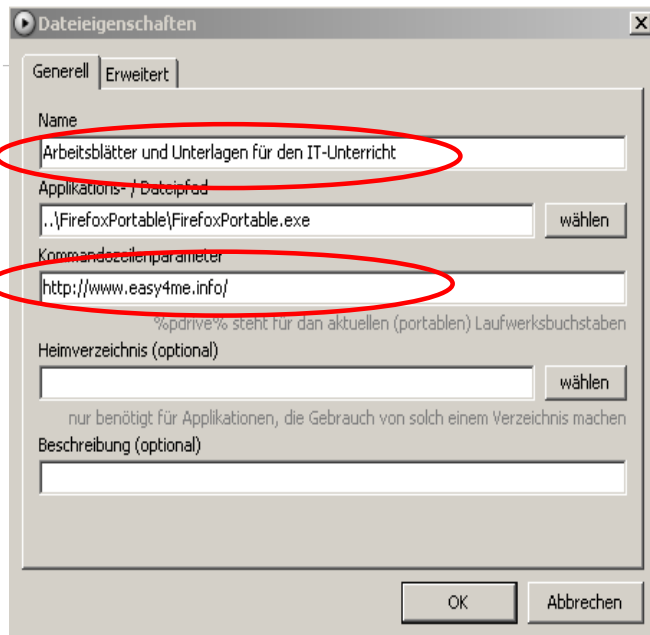 Dateieigenschaften
Generell Erweitert
Name
Arbeitsblätter und Unterlagen für den IT-Unterricht
Applikations- / Dateipfad
..\FirefoxPortable\FirefoxPortable.exe wählen
Kommandozeilenparameter
http://www.easy4me.info/
%pdrive% steht für dan aktuellen (portablen) Laufwerksbuchstaben
Heimverzeichnis (optional)
wählen
nur benötigt für Applikationen, die Gebrauch von solch einem Verzeichnis machen
Beschreibung (optional)
OK Abbrechen